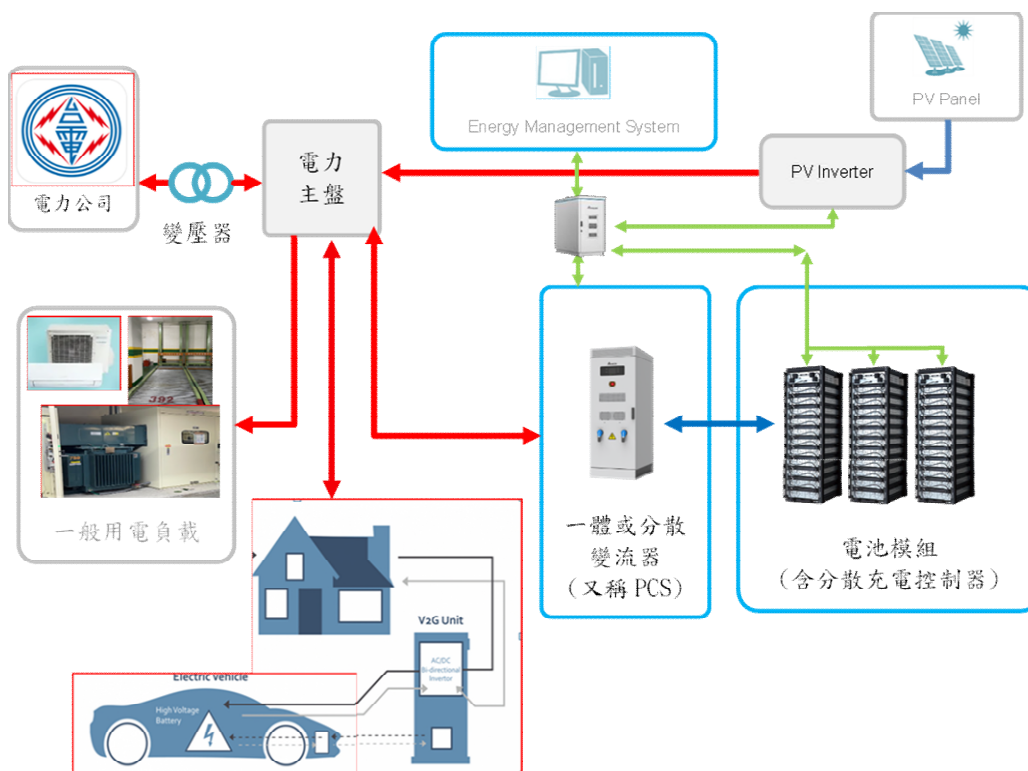 台電
電力公司
變壓器
電力
主盤
Energy Management System
PV Panel
PV Inverter
392
一般用電負載
一體或分散
變流器
(又稱 PCS)
電池模組
(含分散充電控制器)
V2G Unit
AC/DC
Bi-directional
Invertor
Electric Vehicle
High Voltage
Battery